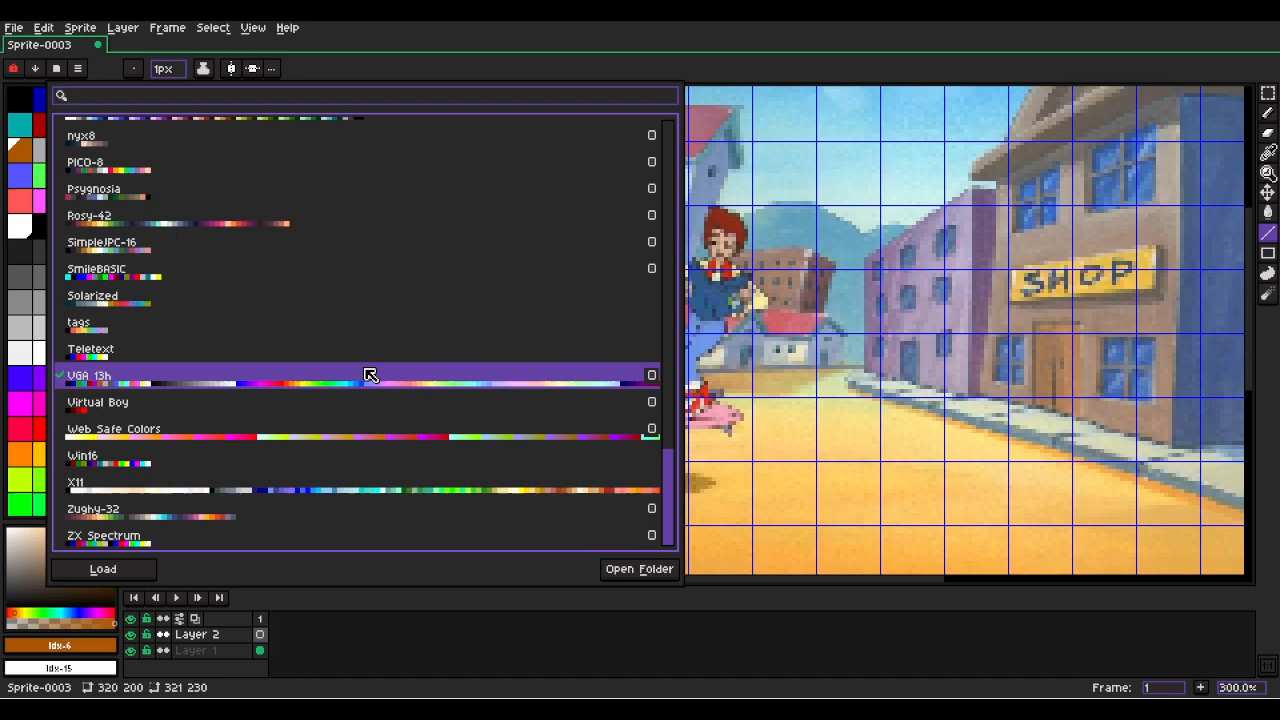 File Edit Sprite Layer Frame Select View Help
Sprite-0003
1px
nyx8
PICO-8
Psygnosia
Rosy-42
SimpleJPC-16
SmileBASIC
Solarized
tags
Teletext
VGA 13h
Virtual Boy
Web Safe Colors
Win16
X11
Zughy-32
ZX Spectrum
SHOP
Load Open Folder
1
Layer 2
Layer 1
Idx-6
Idx-15
Sprite-0003 320 200 321 230 Frame: 1 + 300.0%
1:1